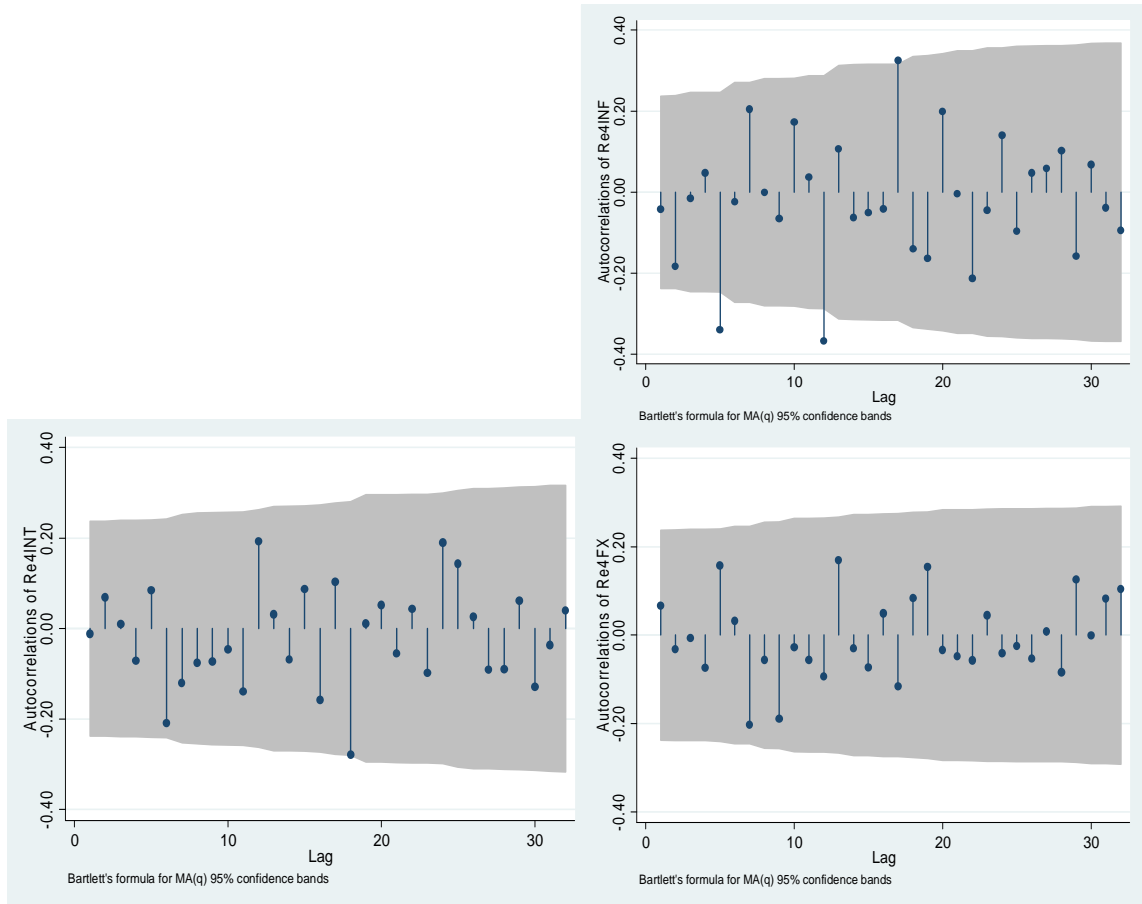 Autocorrelations of Re4INF
0.40
0.20
0.00
-0.20
-0.40
0 10 20 30
Lag
Bartlett's formula for MA(q) 95% confidence bands
Autocorrelations of Re4INT
0.40
0.20
0.00
-0.20
-0.40
0 10 20 30
Lag
Bartlett's formula for MA(q) 95% confidence bands
Autocorrelations of Re4FX
0.40
0.20
0.00
-0.20
-0.40
0 10 20 30
Lag
Bartlett's formula for MA(q) 95% confidence bands